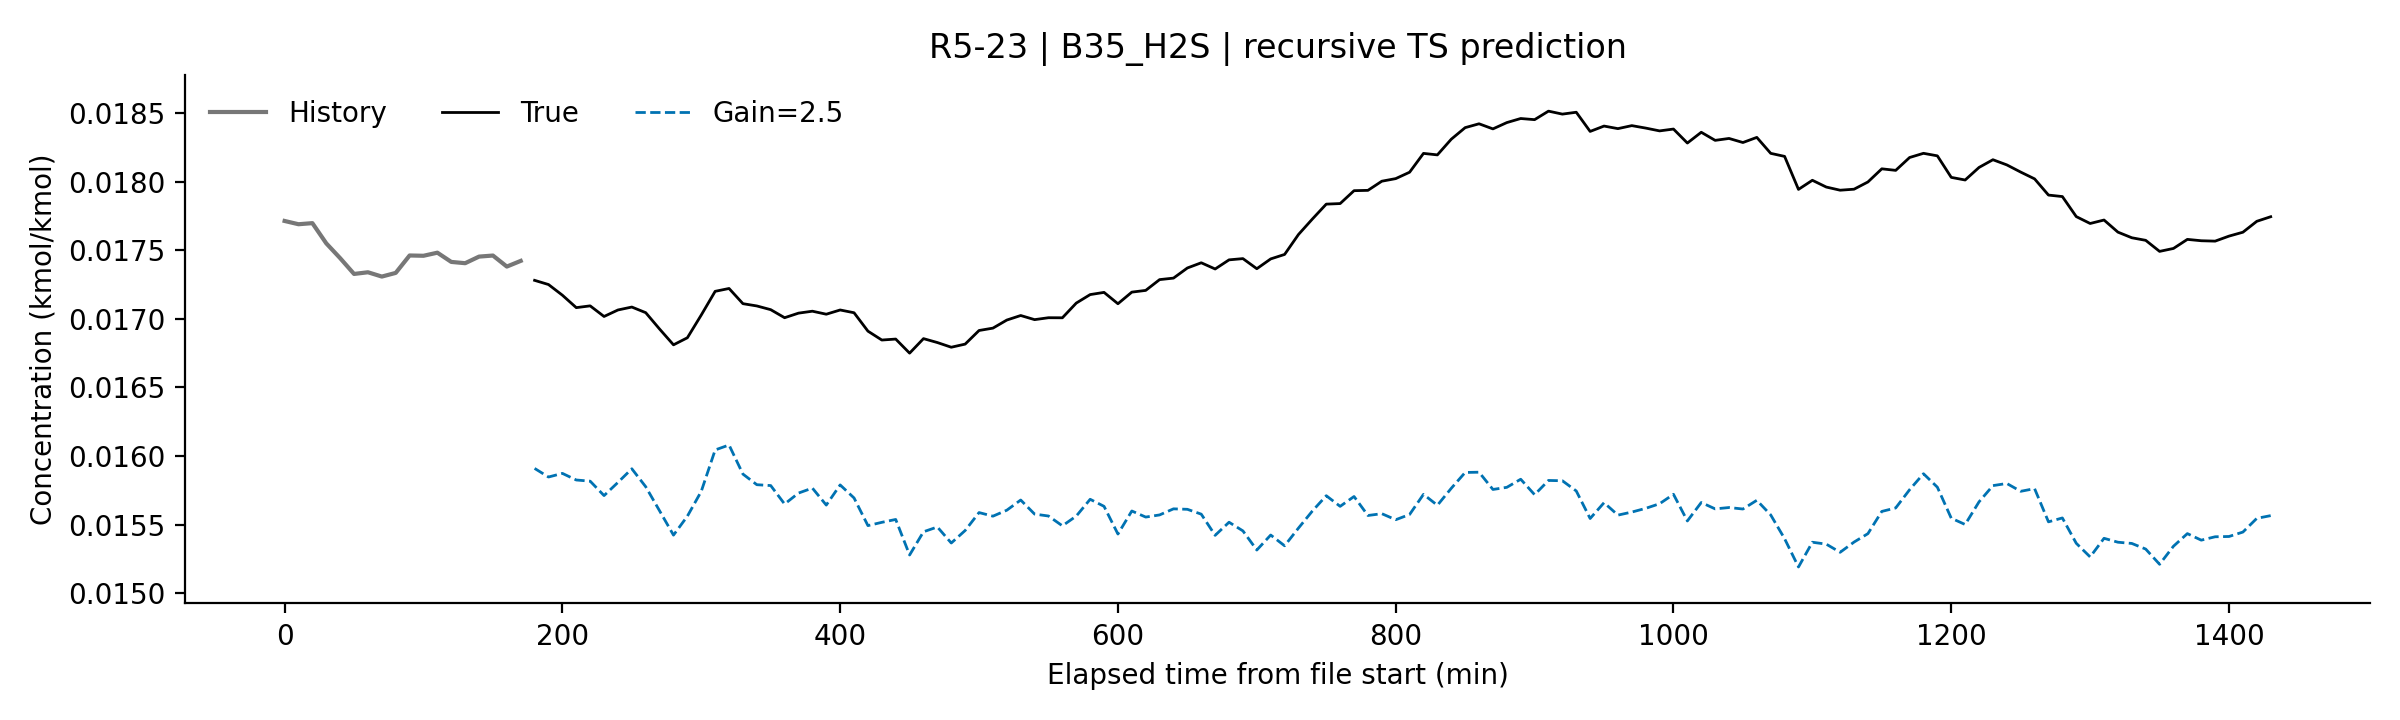 R5-23 | B35_H2S | recursive TS prediction
History True Gain=2.5
Concentration (kmol/kmol)
0.0185
0.0180
0.0175
0.0170
0.0165
0.0160
0.0155
0.0150
0 200 400 600 800 1000 1200 1400
Elapsed time from file start (min)